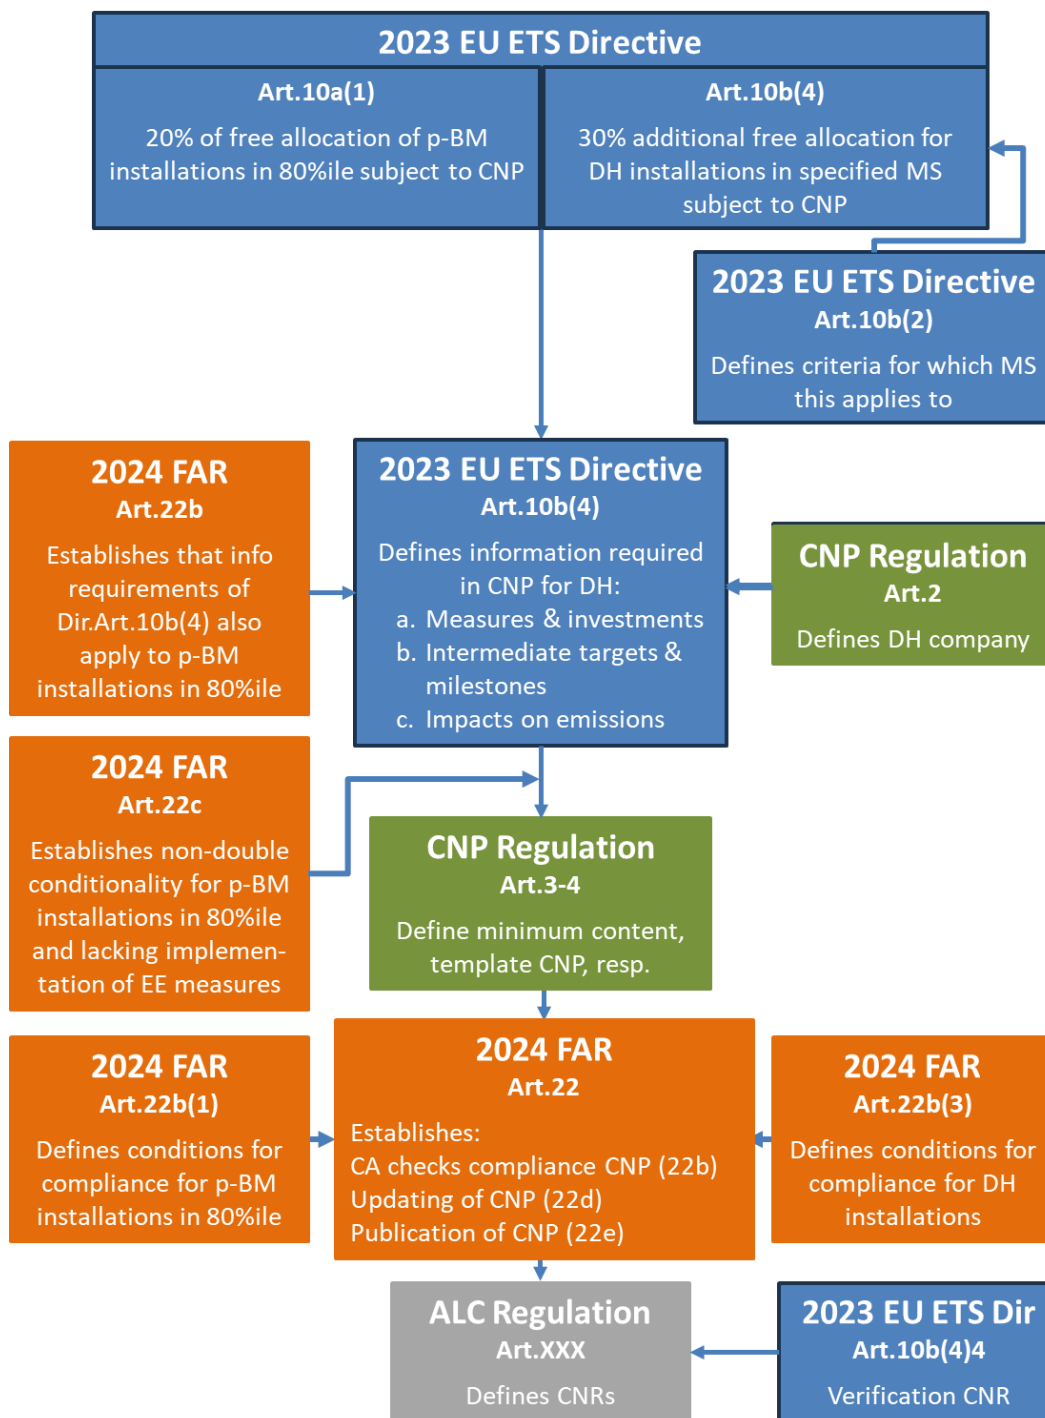 2023 EU ETS Directive
Art.10a(1)
20% of free allocation of p-BM
installations in 80%ile subject to CNP
Art.10b(4)
30% additional free allocation for
DH installations in specified MS
subject to CNP
2023 EU ETS Directive
Art.10b(2)
Defines criteria for which MS
this applies to
2024 FAR
Art.22b
Establishes that info
requirements of
Dir.Art.10b(4) also
apply to p-BM
installations in 80%ile
2023 EU ETS Directive
Art.10b(4)
Defines information required
in CNP for DH:
a. Measures & investments
b. Intermediate targets &
milestones
c. Impacts on emissions
CNP Regulation
Art.2
Defines DH company
2024 FAR
Art.22c
Establishes non-double
conditionality for p-BM
installations in 80%ile
and lacking implemen-
tation of EE measures
CNP Regulation
Art.3-4
Define minimum content,
template CNP, resp.
2024 FAR
Art.22b(1)
Defines conditions for
compliance for p-BM
installations in 80%ile
2024 FAR
Art.22
Establishes:
CA checks compliance CNP (22b)
Updating of CNP (22d)
Publication of CNP (22e)
2024 FAR
Art.22b(3)
Defines conditions for
compliance for DH
installations
ALC Regulation
Art.XXX
Defines CNRs
2023 EU ETS Dir
Art.10b(4)4
Verification CNR